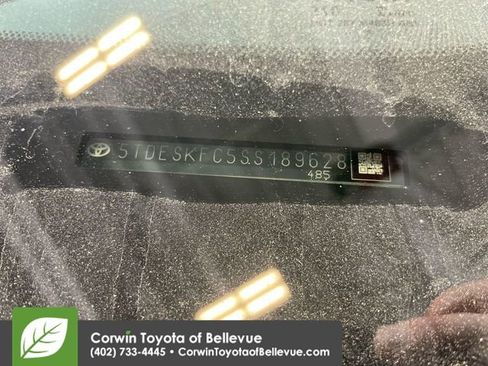 5TDESKFC5SS189628
485
Corwin Toyota of Bellevue
(402) 733-4445 • CorwinToyotaofBellevue.com